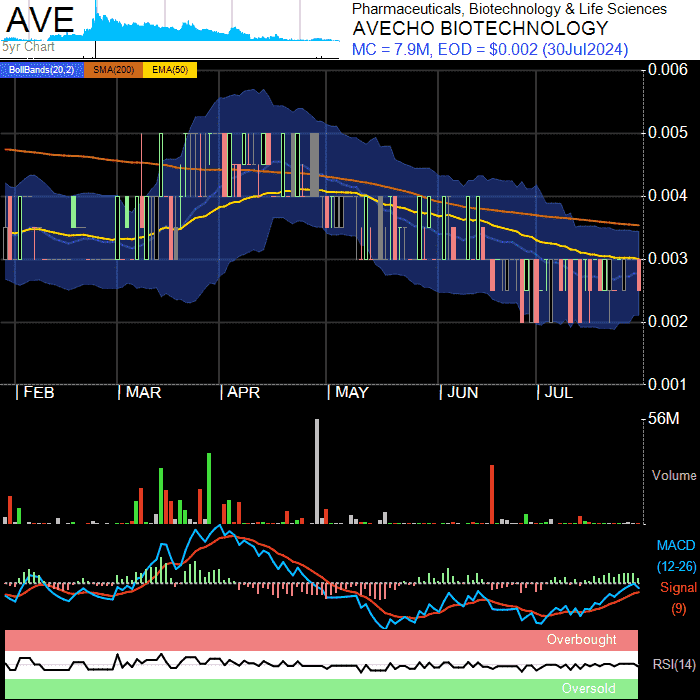 AVE
5yr Chart
Pharmaceuticals, Biotechnology & Life Sciences
AVECHO BIOTECHNOLOGY
MC = 7.9M, EOD = $0.002 (30Jul2024)
BollBands(20,2) SMA(200) EMA(50)
0.006
0.005
0.004
0.003
0.002
0.001
FEB MAR APR MAY JUN JUL
56M
Volume
MACD
(12-26)
Signal
(9)
Overbought
RSI(14)
Oversold